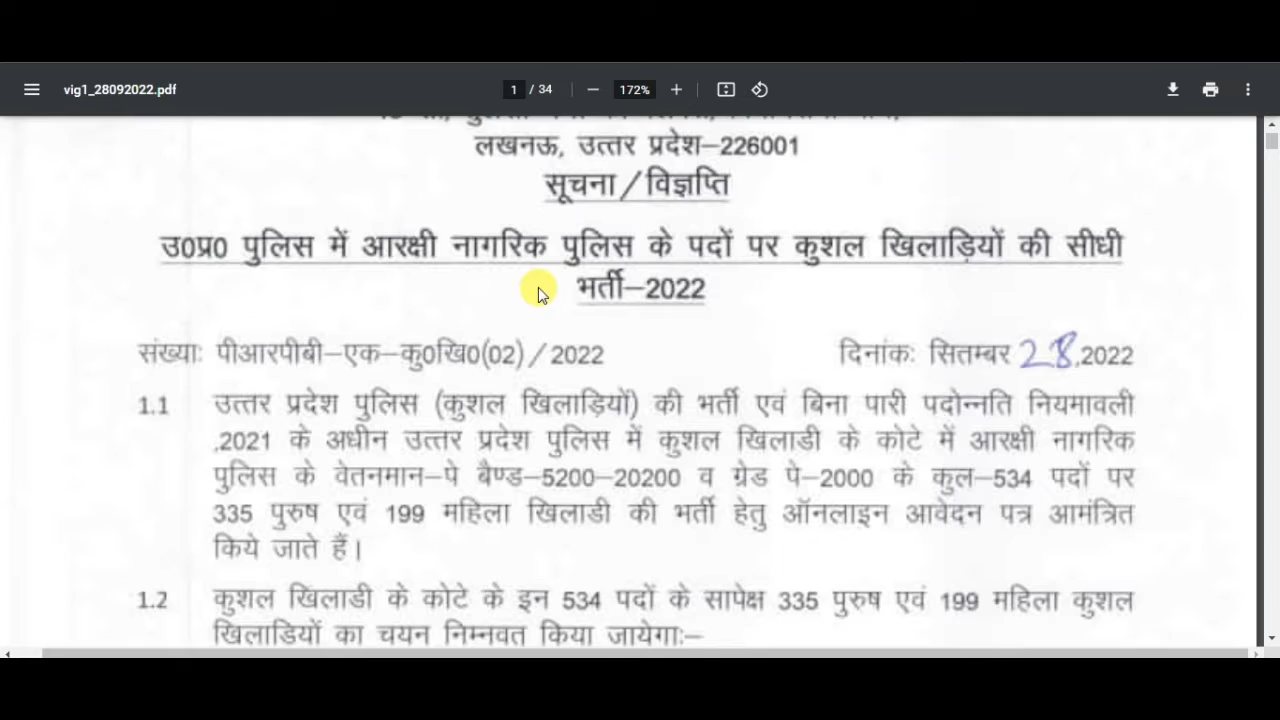 vig1_28092022.pdf
1 / 34
172%
लखनऊ, उत्तर प्रदेश–226001
सूचना/विज्ञप्ति
उ0प्र0 पुलिस में आरक्षी नागरिक पुलिस के पदों पर कुशल खिलाड़ियों की सीधी
भर्ती–2022
संख्याः पीआरपीबी–एक–कु0खि0(02)/2022
दिनांकः सितम्बर 28,2022
1.1 उत्तर प्रदेश पुलिस (कुशल खिलाड़ियों) की भर्ती एवं बिना पारी पदोन्नति नियमावली
,2021 के अधीन उत्तर प्रदेश पुलिस में कुशल खिलाडी के कोटे में आरक्षी नागरिक
पुलिस के वेतनमान–पे बैण्ड–5200–20200 व ग्रेड पे–2000 के कुल–534 पदों पर
335 पुरुष एवं 199 महिला खिलाडी की भर्ती हेतु ऑनलाइन आवेदन पत्र आमंत्रित
किये जाते हैं।
1.2 कुशल खिलाडी के कोटे के इन 534 पदों के सापेक्ष 335 पुरुष एवं 199 महिला कुशल
खिलाडियों का चयन निम्नवत किया जायेगाः–